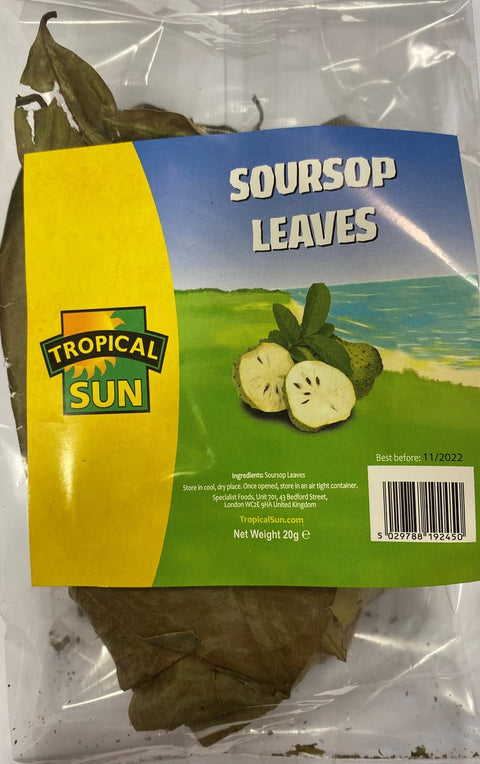 SOURSOP
LEAVES
TROPICAL
SUN
Best before: 11/2022
Ingredients: Soursop Leaves
Store in cool, dry place. Once opened, store in an air tight container.
Specialist Foods, Unit 701, 43 Bedford Street,
London WC2E 9HA United Kingdom
TropicalSun.com
Net Weight 20g ℮
5 029788 192450